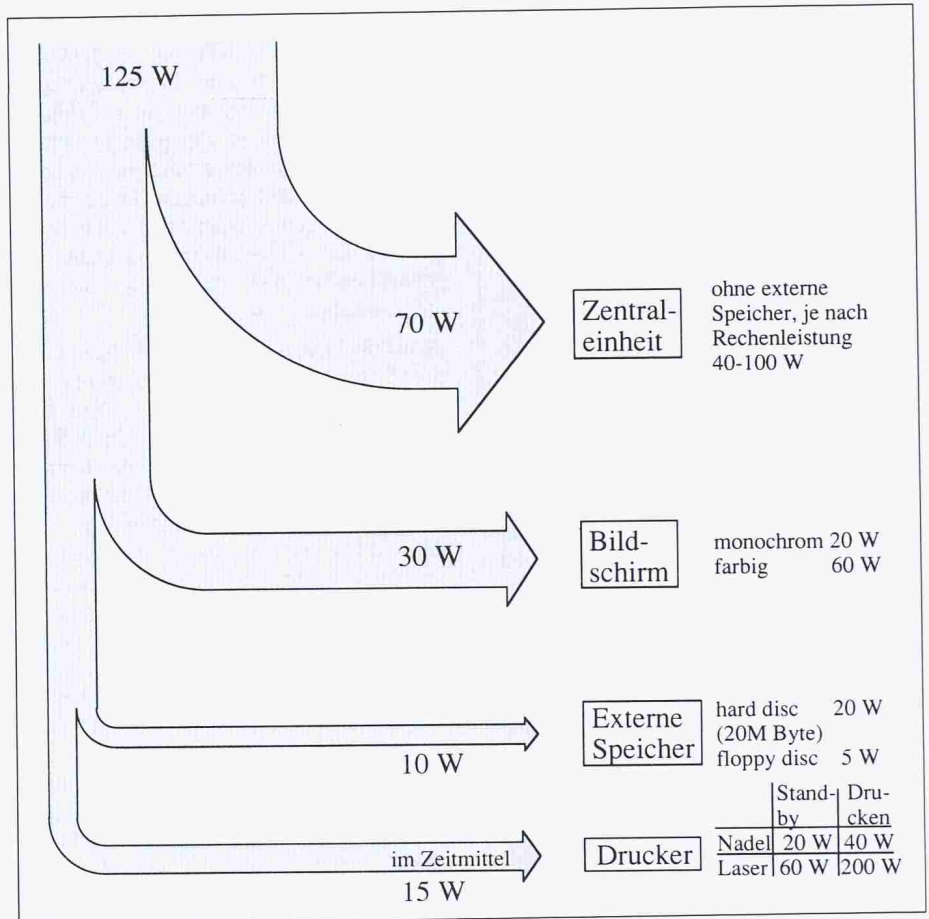 125 W
70 W
Zentral-
einheit
ohne externe
Speicher, je nach
Rechenleistung
40-100 W
30 W
Bild-
schirm
monochrom 20 W
farbig 60 W
10 W
Externe
Speicher
hard disc 20 W
(20M Byte)
floppy disc 5 W
im Zeitmittel
15 W
Drucker
Stand- Dru-
by cken
Nadel 20 W 40 W
Laser 60 W 200 W